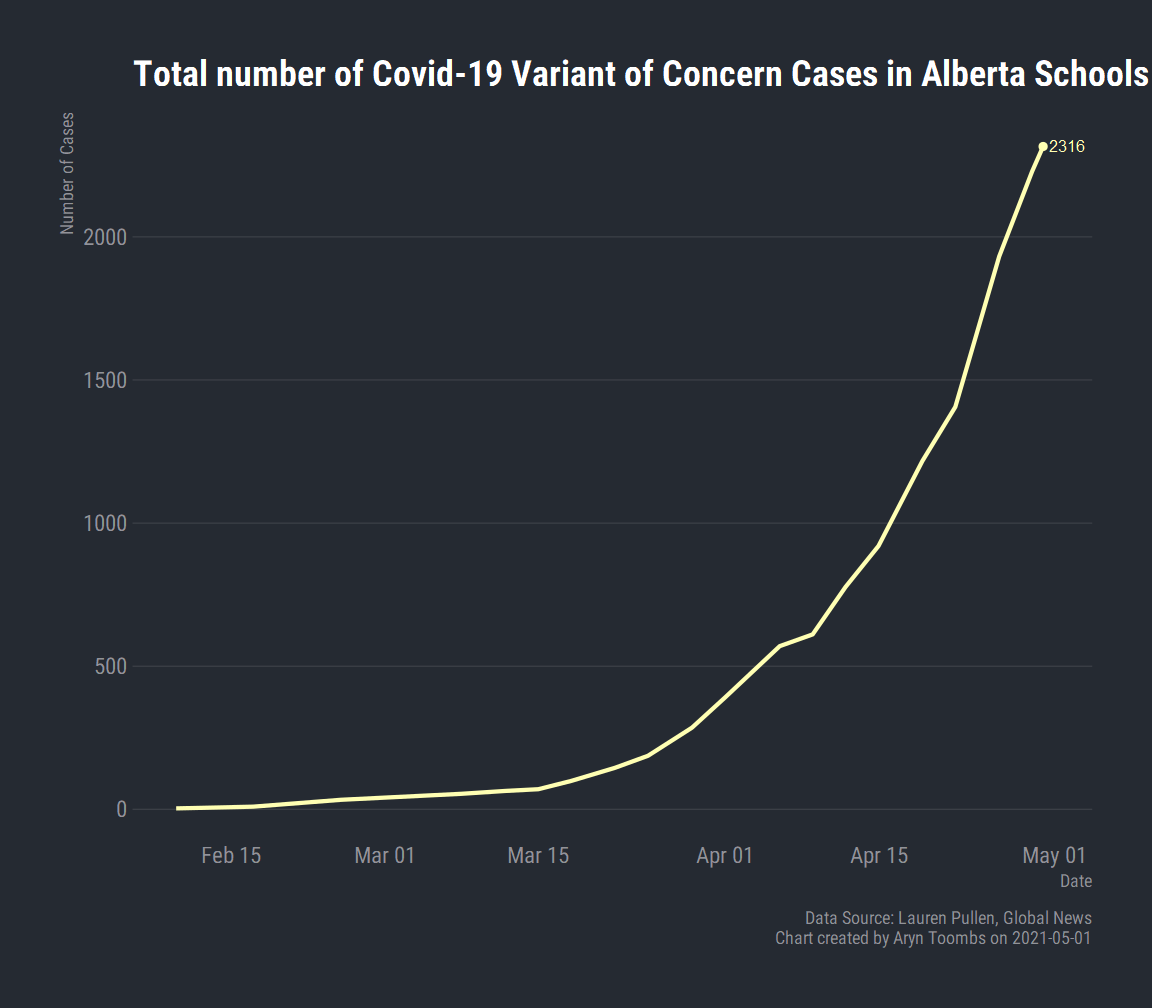 Total number of Covid-19 Variant of Concern Cases in Alberta Schools
Number of Cases
2316
2000
1500
1000
500
0
Feb 15 Mar 01 Mar 15 Apr 01 Apr 15 May 01
Date
Data Source: Lauren Pullen, Global News
Chart created by Aryn Toombs on 2021-05-01